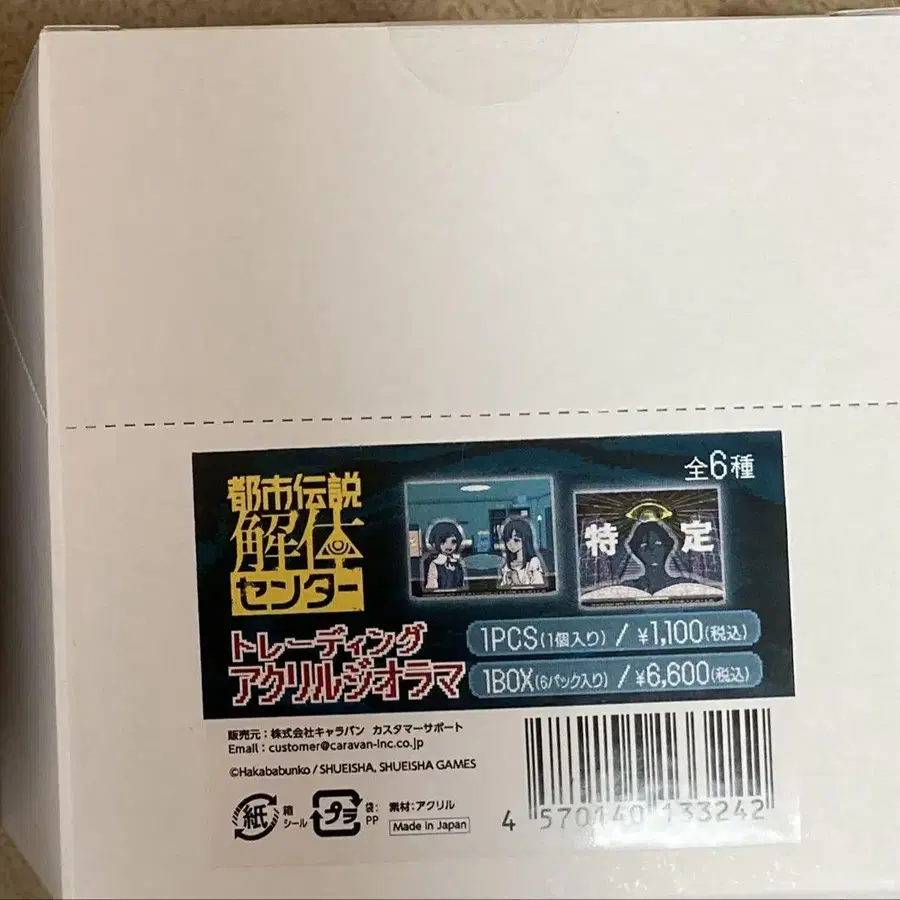 全6種
都市伝説
解体
センター
特定
トレーディング
アクリルジオラマ
1PCS(1個入り) / ¥1,100(税込)
1BOX(6パック入り) / ¥6,600(税込)
販売元:株式会社キャラバン カスタマーサポート
Email:customer@caravan-inc.co.jp
©Hakababunko / SHUEISHA, SHUEISHA GAMES
紙 箱 シール プラ 袋: PP 素材:アクリル
Made in Japan
4 570140 133242